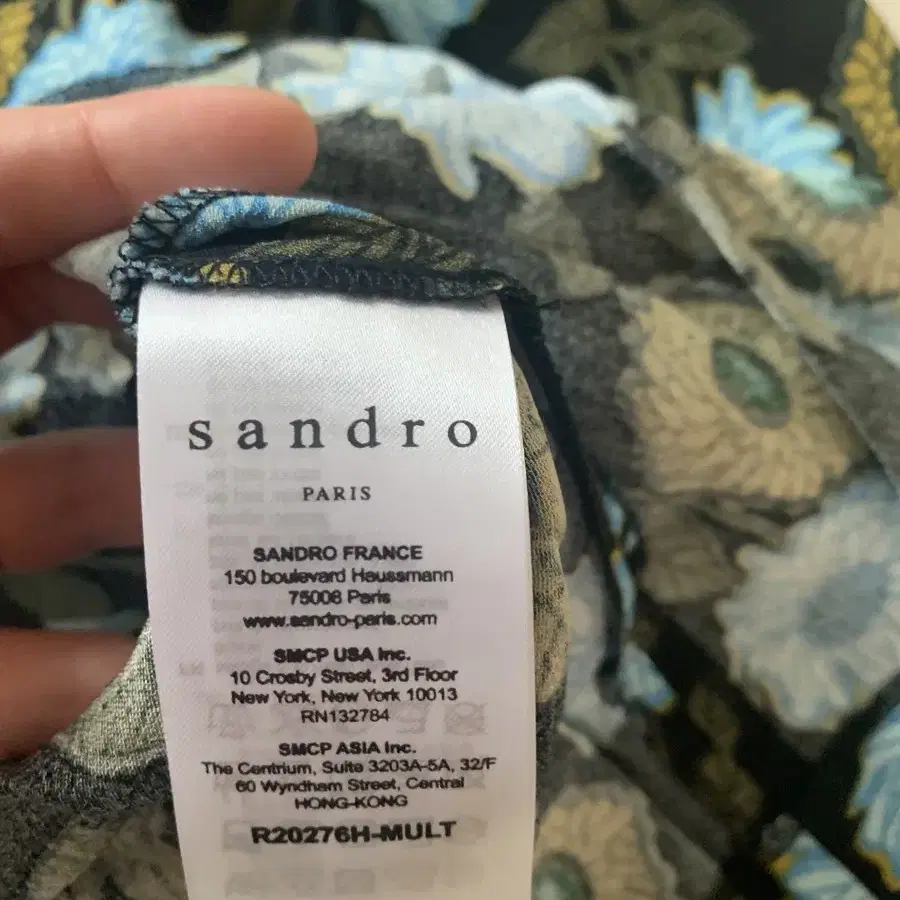 sandro
PARIS
SANDRO FRANCE
150 boulevard Haussmann
75008 Paris
www.sandro-paris.com
SMCP USA Inc.
10 Crosby Street, 3rd Floor
New York, New York 10013
RN132784
SMCP ASIA Inc.
The Centrium, Suite 3203A-5A, 32/F
60 Wyndham Street, Central
HONG-KONG
R20276H-MULT